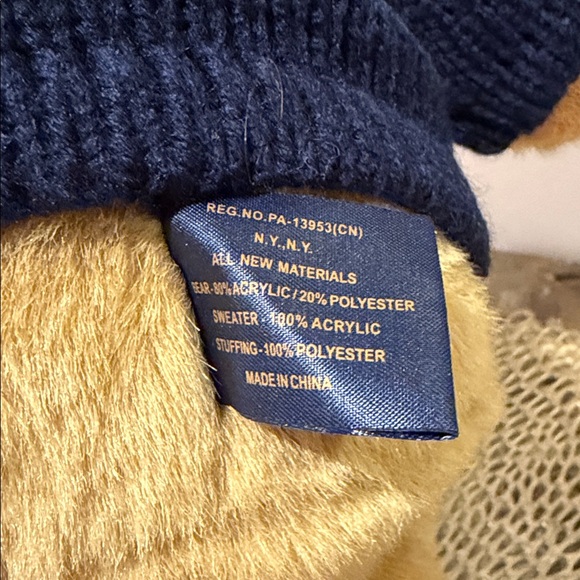 REG.NO.PA-13953(CN)
N.Y.,N.Y.
ALL NEW MATERIALS
BEAR-80% ACRYLIC/20% POLYESTER
SWEATER-100% ACRYLIC
STUFFING-100% POLYESTER
MADE IN CHINA